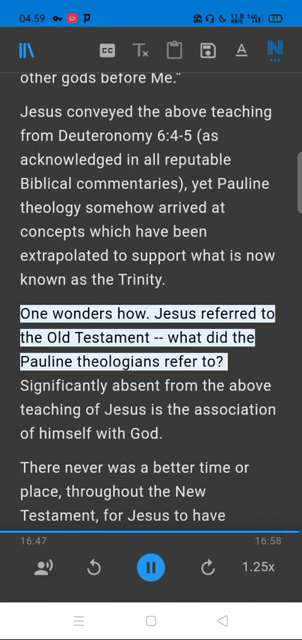 04.59
other gods before Me."
Jesus conveyed the above teaching
from Deuteronomy 6:4-5 (as
acknowledged in all reputable
Biblical commentaries), yet Pauline
theology somehow arrived at
concepts which have been
extrapolated to support what is now
known as the Trinity.
One wonders how. Jesus referred to
the Old Testament -- what did the
Pauline theologians refer to?
Significantly absent from the above
teaching of Jesus is the association
of himself with God.
There never was a better time or
place, throughout the New
Testament, for Jesus to have
16:47 16:58
1.25x